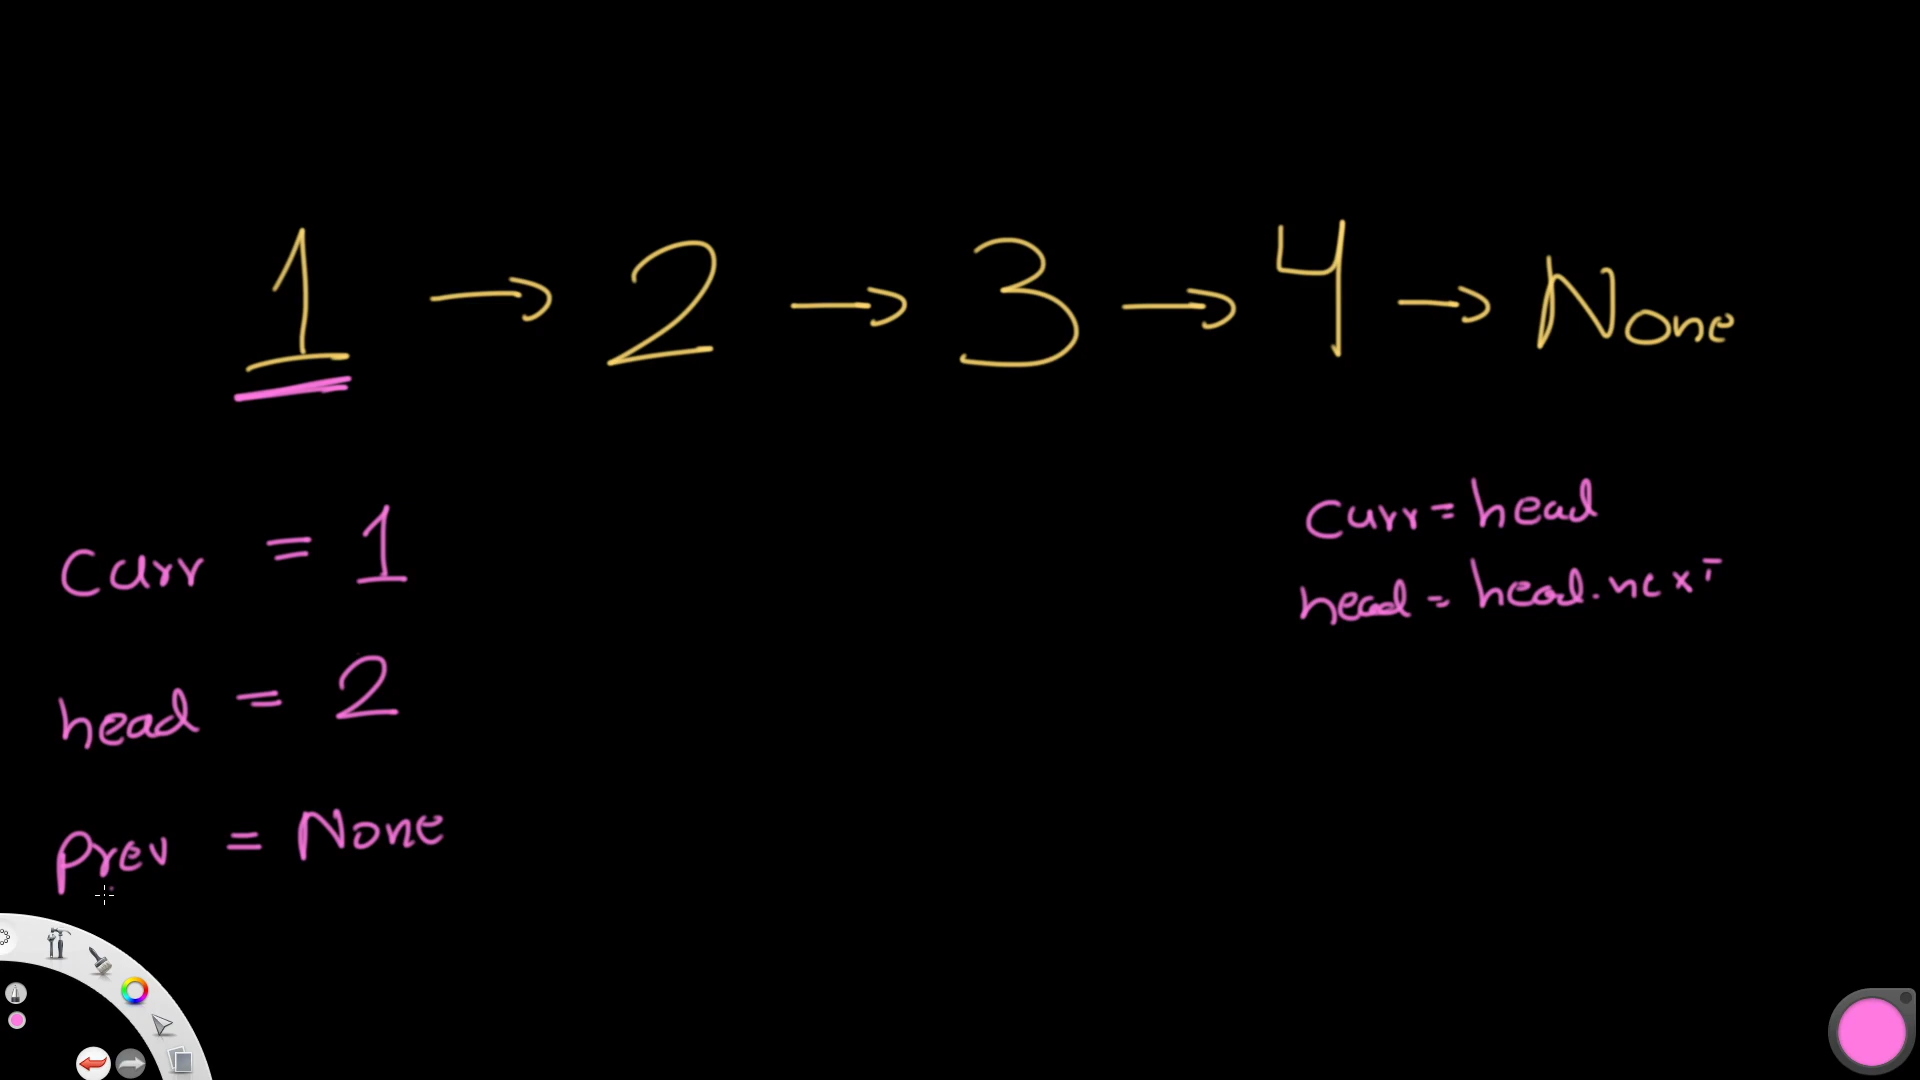 1 → 2 → 3 → 4 → None
curr = 1
head = 2
prev = None
curr = head
head = head.next